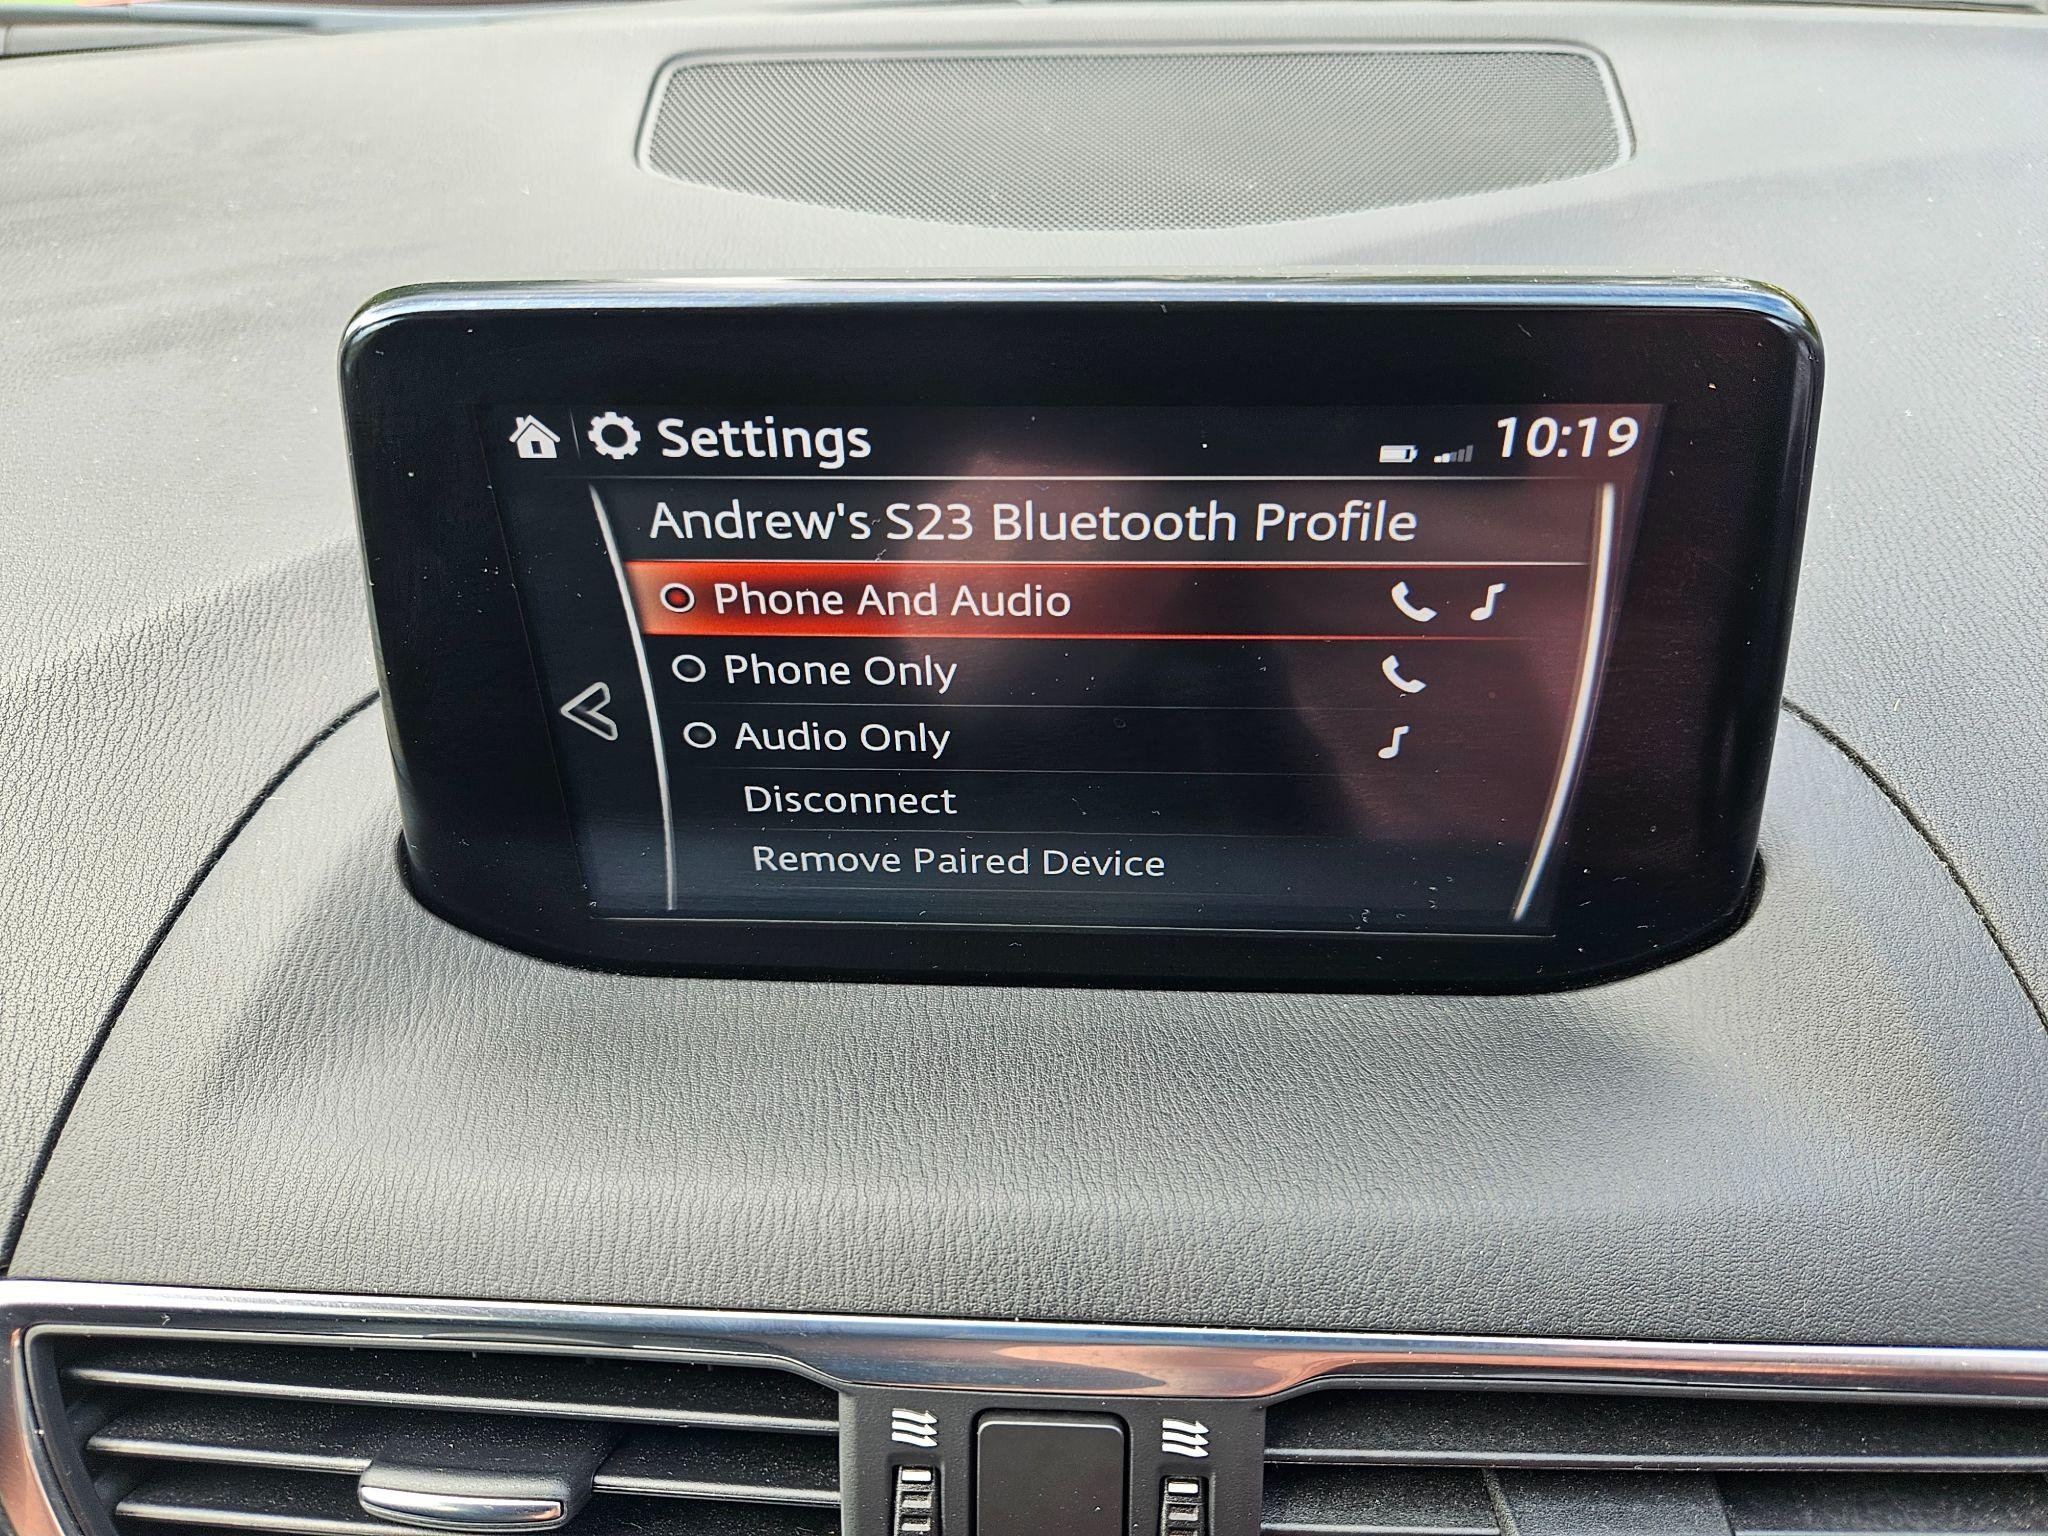 Settings 10:19
Andrew's S23 Bluetooth Profile
Phone And Audio
Phone Only
Audio Only
Disconnect
Remove Paired Device